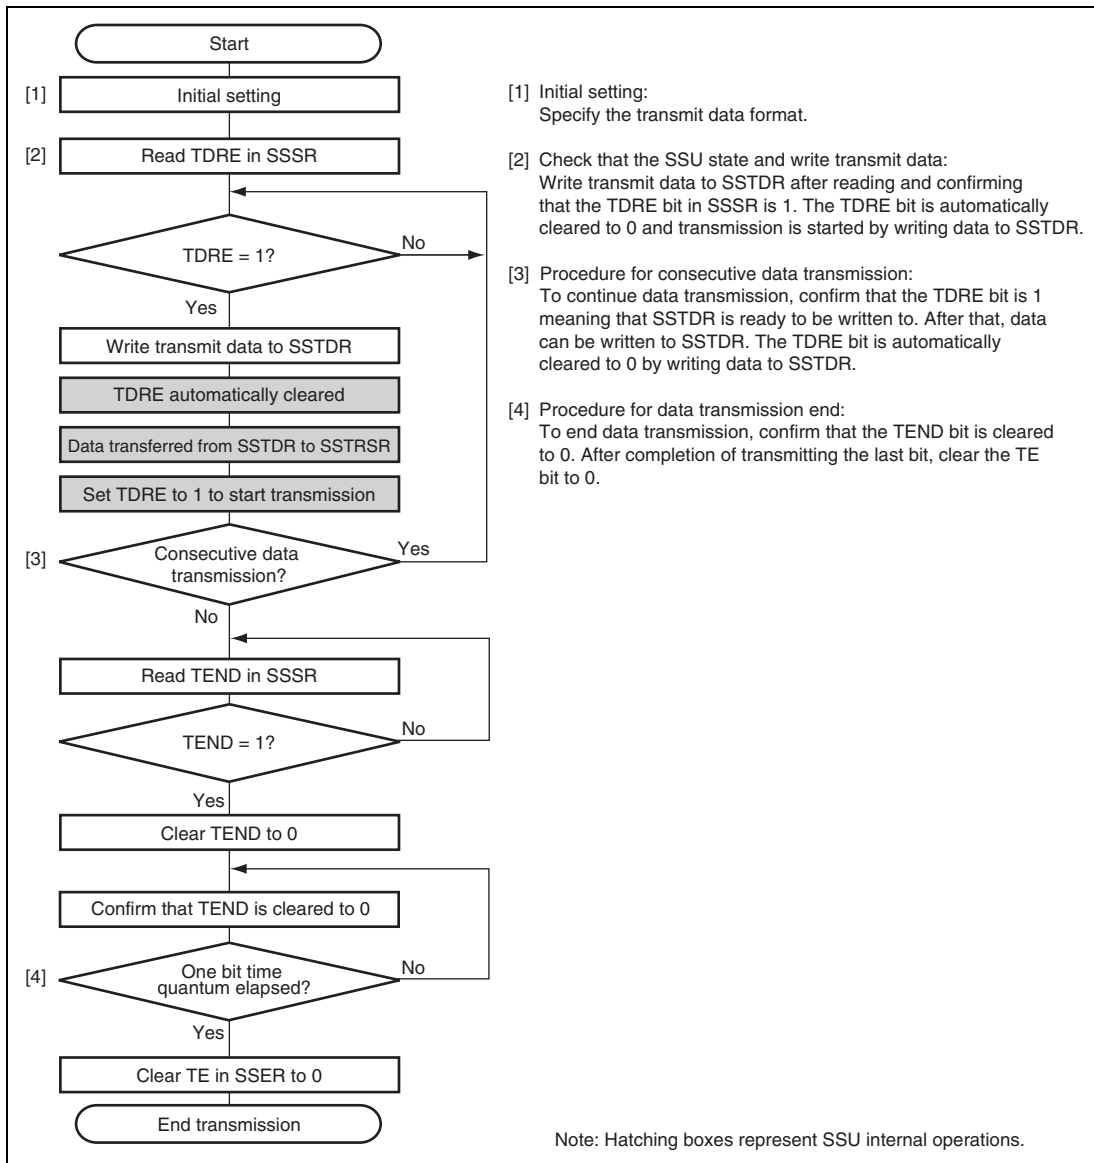 Start
[1] Initial setting
[2] Read TDRE in SSSR
TDRE = 1?
No
Yes
Write transmit data to SSTDR
TDRE automatically cleared
Data transferred from SSTDR to SSTRSR
Set TDRE to 1 to start transmission
[3] Consecutive data
transmission?
Yes
No
Read TEND in SSSR
TEND = 1?
No
Yes
Clear TEND to 0
Confirm that TEND is cleared to 0
[4] One bit time
quantum elapsed?
No
Yes
Clear TE in SSER to 0
End transmission
[1] Initial setting:
Specify the transmit data format.
[2] Check that the SSU state and write transmit data:
Write transmit data to SSTDR after reading and confirming
that the TDRE bit in SSSR is 1. The TDRE bit is automatically
cleared to 0 and transmission is started by writing data to SSTDR.
[3] Procedure for consecutive data transmission:
To continue data transmission, confirm that the TDRE bit is 1
meaning that SSTDR is ready to be written to. After that, data
can be written to SSTDR. The TDRE bit is automatically
cleared to 0 by writing data to SSTDR.
[4] Procedure for data transmission end:
To end data transmission, confirm that the TEND bit is cleared
to 0. After completion of transmitting the last bit, clear the TE
bit to 0.
Note: Hatching boxes represent SSU internal operations.